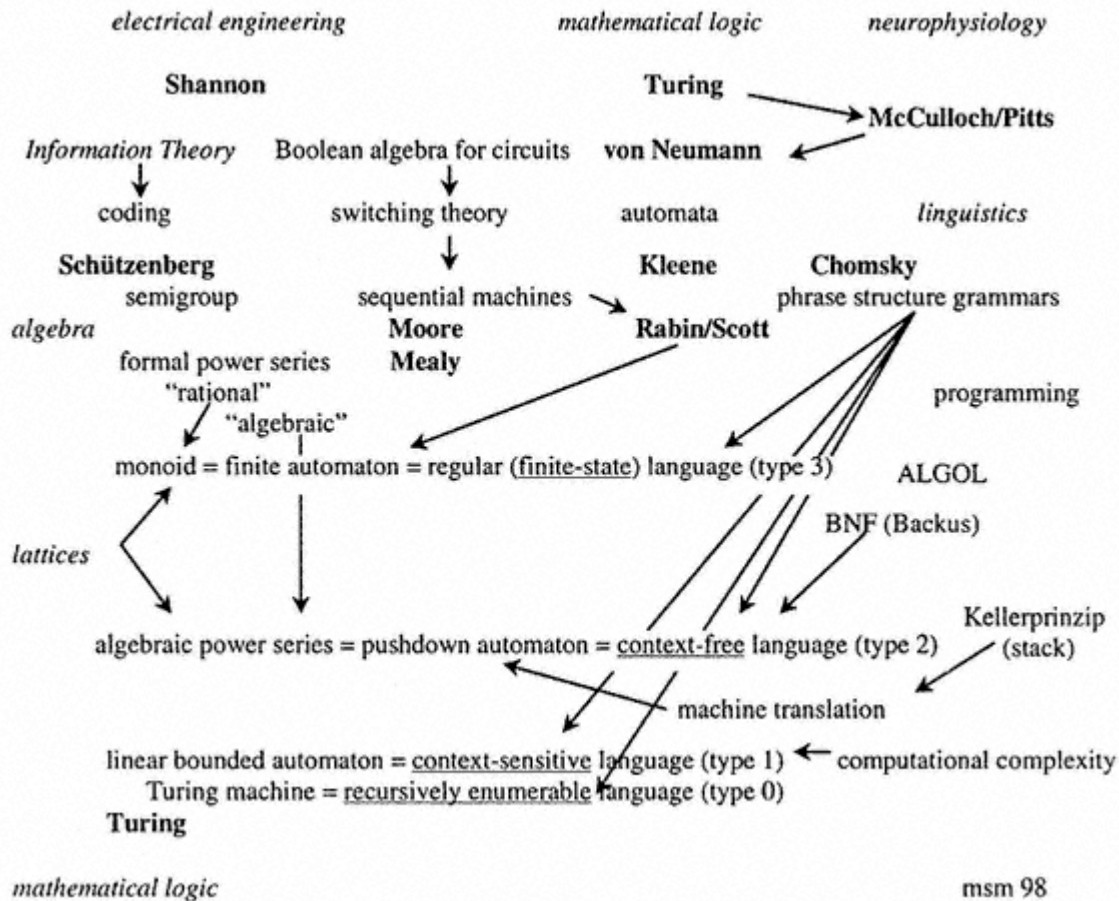 electrical engineering mathematical logic neurophysiology
Shannon Turing
McCulloch/Pitts
Information Theory Boolean algebra for circuits von Neumann
coding switching theory automata linguistics
Schützenberg Kleene Chomsky
semigroup sequential machines phrase structure grammars
algebra Moore Rabin/Scott
formal power series Mealy
"rational" programming
"algebraic"
monoid = finite automaton = regular (finite-state) language (type 3)
ALGOL
BNF (Backus)
lattices
Kellerprinzip
algebraic power series = pushdown automaton = context-free language (type 2) (stack)
machine translation
linear bounded automaton = context-sensitive language (type 1) computational complexity
Turing machine = recursively enumerable language (type 0)
Turing
mathematical logic msm 98